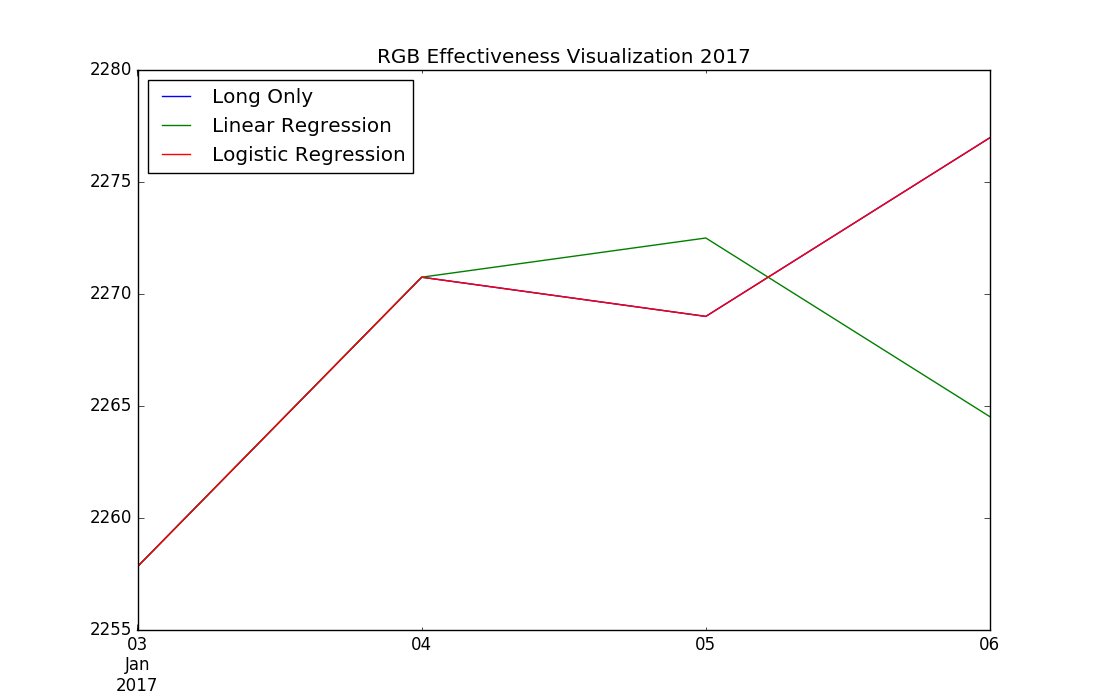 RGB Effectiveness Visualization 2017
2280
2275
2270
2265
2260
2255
Long Only
Linear Regression
Logistic Regression
03
04
05
06
Jan
2017